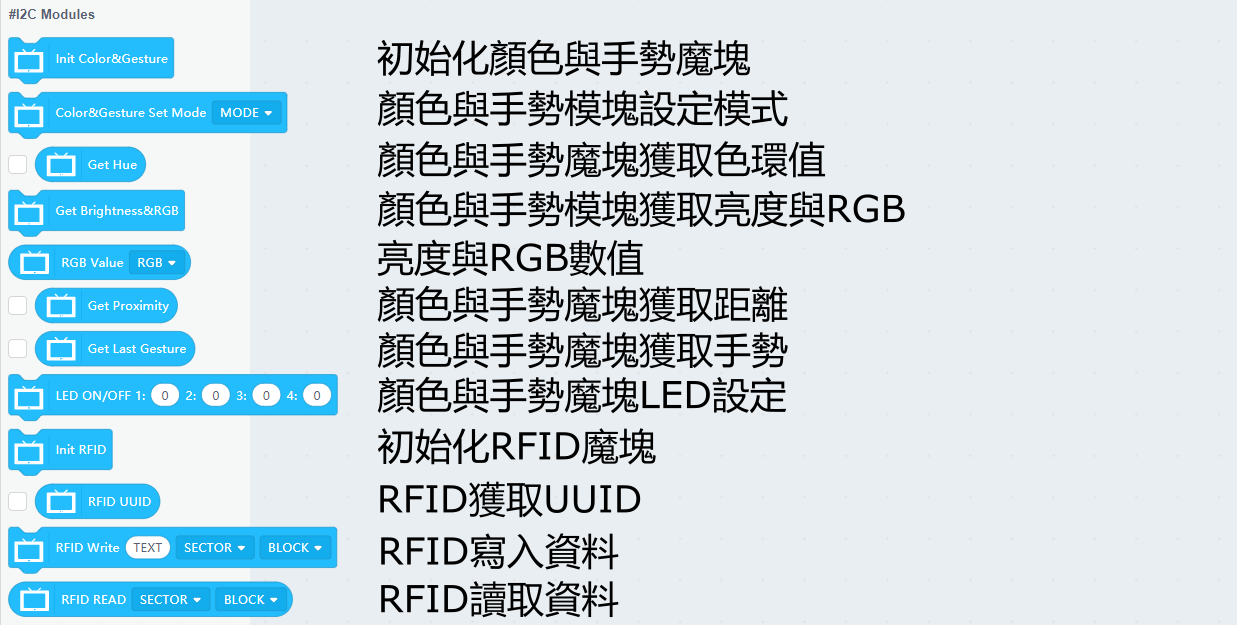 #I2C Modules
Init Color&Gesture 初始化顏色與手勢魔塊
Color&Gesture Set Mode MODE 顏色與手勢模塊設定模式
Get Hue 顏色與手勢魔塊獲取色環值
Get Brightness&RGB 顏色與手勢模塊獲取亮度與RGB
RGB Value RGB 亮度與RGB數值
Get Proximity 顏色與手勢魔塊獲取距離
Get Last Gesture 顏色與手勢魔塊獲取手勢
LED ON/OFF 1: 0 2: 0 3: 0 4: 0 顏色與手勢魔塊LED設定
Init RFID 初始化RFID魔塊
RFID UUID RFID獲取UUID
RFID Write TEXT SECTOR BLOCK RFID寫入資料
RFID READ SECTOR BLOCK RFID讀取資料